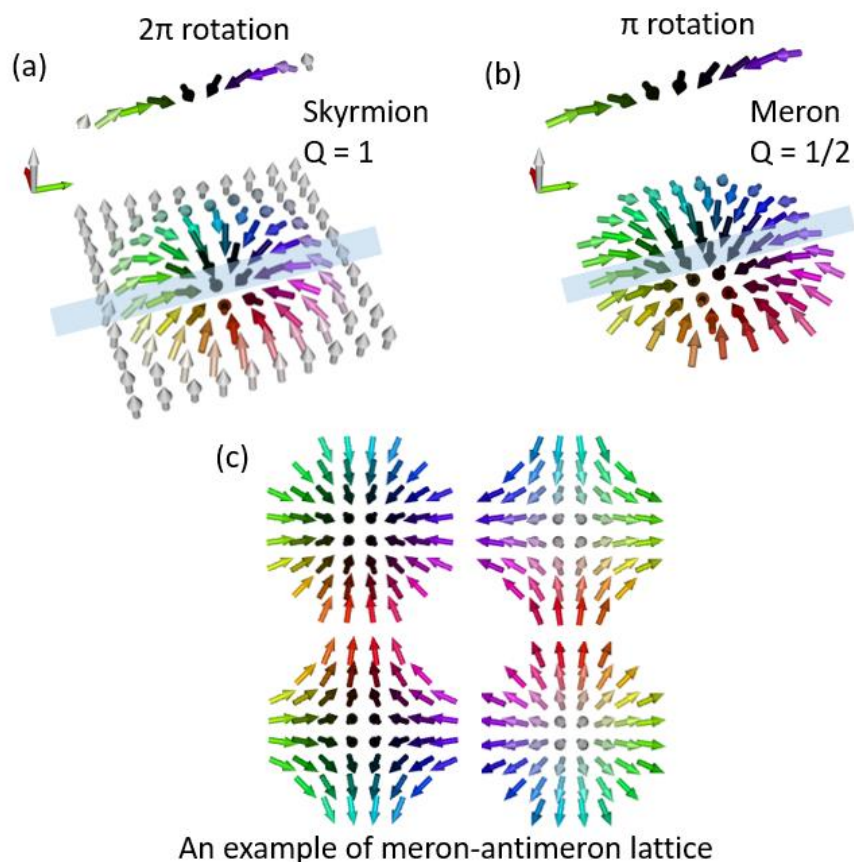 2π rotation
(a)
Skyrmion
Q = 1
π rotation
(b)
Meron
Q = 1/2
(c)
An example of meron-antimeron lattice